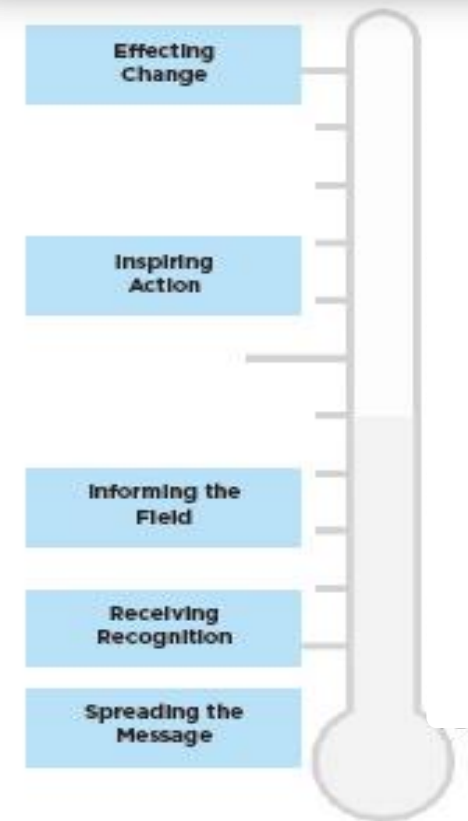 Effecting
Change
Inspiring
Action
Informing the
Field
Receiving
Recognition
Spreading the
Message